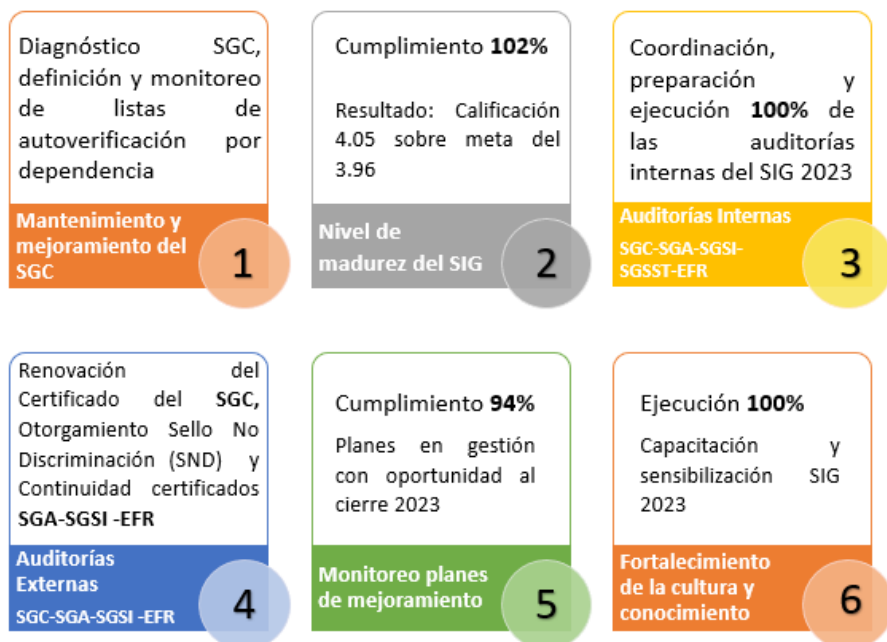 Diagnóstico SGC,
definición y monitoreo
de listas de
autoverificación por
dependencia
Mantenimiento y
mejoramiento del
SGC
1
Cumplimiento 102%
Resultado: Calificación
4.05 sobre meta del
3.96
Nivel de
madurez del SIG
2
Coordinación,
preparación y
ejecución 100% de
las auditorías
internas del SIG 2023
Auditorías Internas
SGC-SGA-SGSI-
SGSST-EFR
3
Renovación del
Certificado del SGC,
Otorgamiento Sello No
Discriminación (SND) y
Continuidad certificados
SGA-SGSI -EFR
Auditorías
Externas
SGC-SGA-SGSI -EFR
4
Cumplimiento 94%
Planes en gestión
con oportunidad al
cierre 2023
Monitoreo planes
de mejoramiento
5
Ejecución 100%
Capacitación y
sensibilización SIG
2023
Fortalecimiento
de la cultura y
conocimiento
6